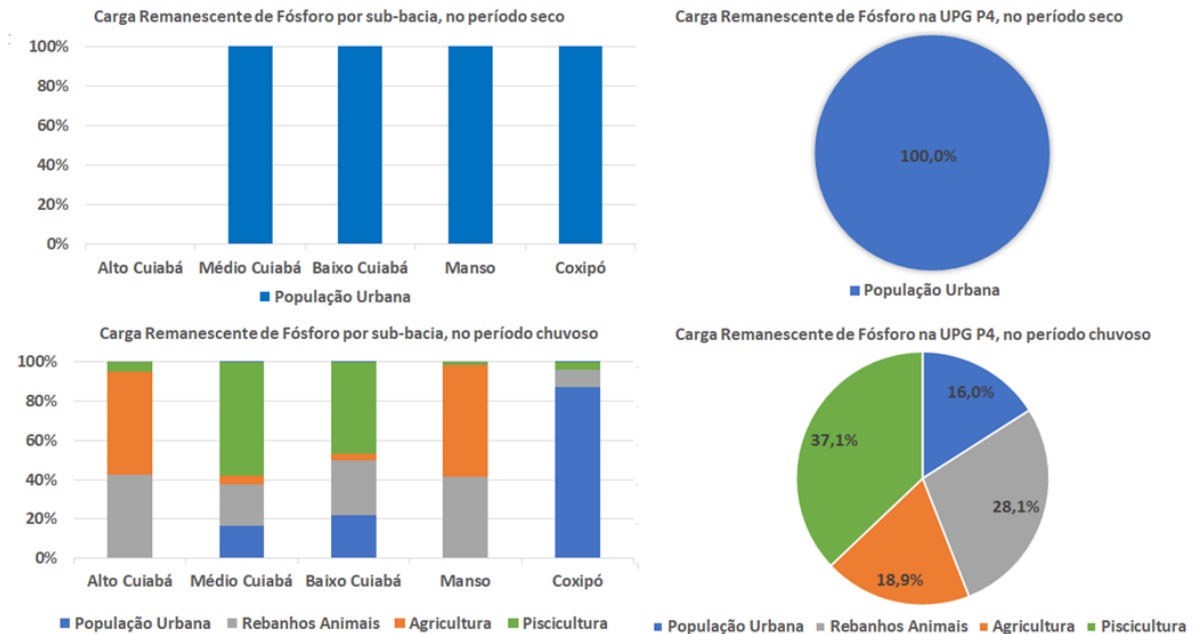 Carga Remanescente de Fósforo por sub-bacia, no período seco
100%
80%
60%
40%
20%
0%
Alto Cuiabá Médio Cuiabá Baixo Cuiabá Manso Coxipó
População Urbana
Carga Remanescente de Fósforo na UPG P4, no período seco
100,0%
População Urbana
Carga Remanescente de Fósforo por sub-bacia, no período chuvoso
100%
80%
60%
40%
20%
0%
Alto Cuiabá Médio Cuiabá Baixo Cuiabá Manso Coxipó
População Urbana Rebanhos Animais Agricultura Piscicultura
Carga Remanescente de Fósforo na UPG P4, no período chuvoso
16,0%
37,1%
28,1%
18,9%
População Urbana Rebanhos Animais Agricultura Piscicultura